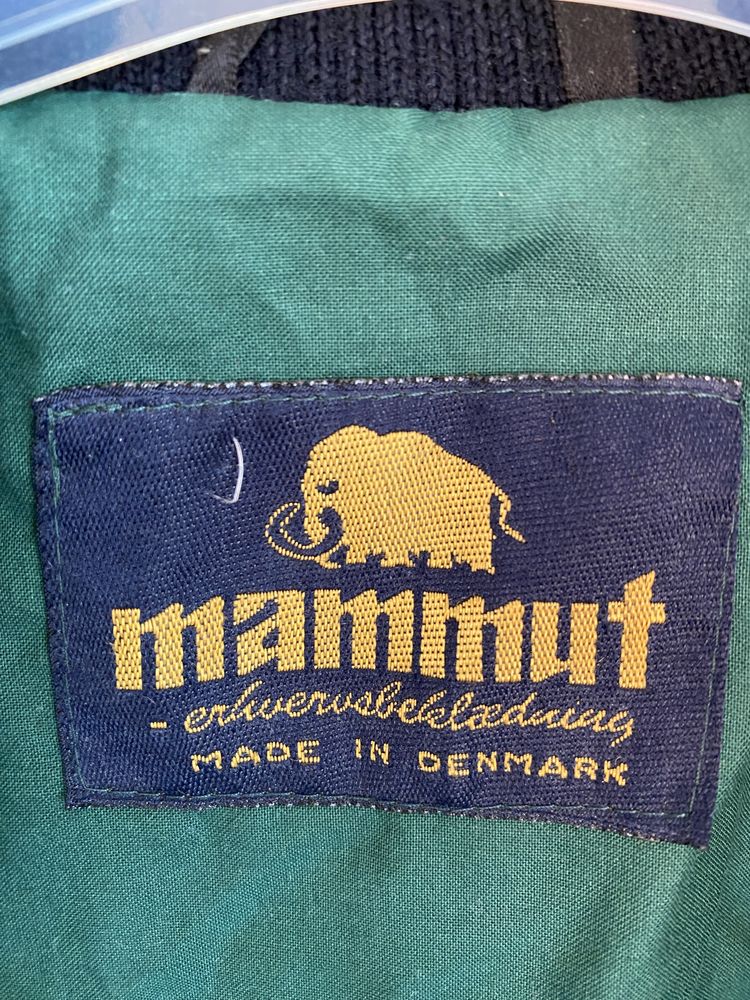 mammut
- erhvervsbeklædning
MADE IN DENMARK